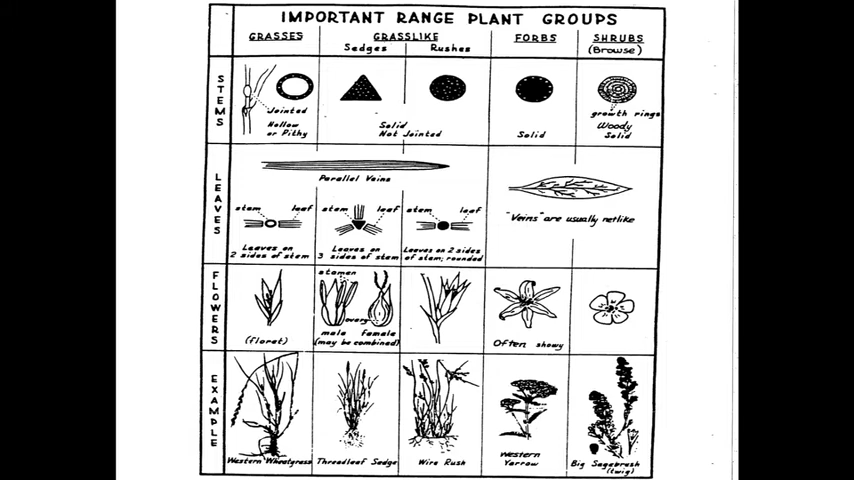 IMPORTANT RANGE PLANT GROUPS
GRASSES
GRASSLIKE
Sedges
Rushes
FORBS
SHRUBS
(Browse)
STEMS
Jointed
Hollow
or Pithy
Solid
Not Jointed
Solid
growth rings
Woody
Solid
LEAVES
Parallel Veins
"Veins" are usually netlike
stem leaf
Leaves on
2 sides of stem
stem leaf
Leaves on
3 sides of stem
stem leaf
Leaves on 2 sides
of stem; rounded
FLOWERS
(floret)
stamen
ovary
male female
(may be combined)
Often showy
EXAMPLE
Western Wheatgrass
Threadleaf Sedge
Wire Rush
Western
Yarrow
Big Sagebrush
(twig)